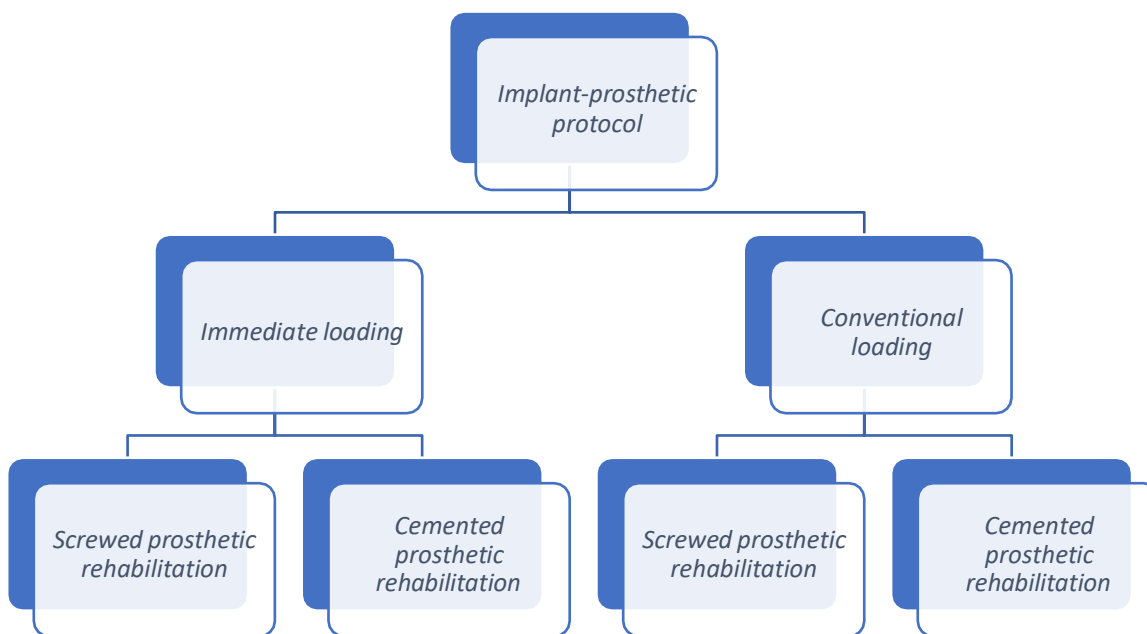 Implant-prosthetic
protocol
Immediate loading
Conventional
loading
Screwed prosthetic
rehabilitation
Cemented
prosthetic
rehabilitation
Screwed prosthetic
rehabilitation
Cemented
prosthetic
rehabilitation